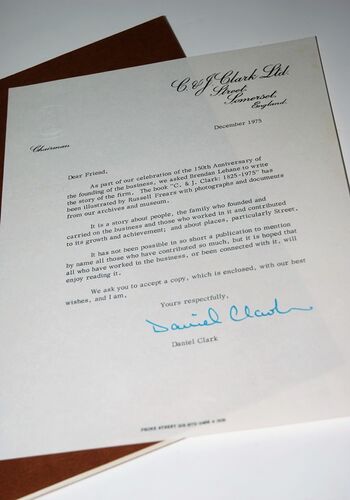 C & J Clark Ltd.
Street,
Somerset,
England.
Chairman
December 1975
Dear Friend,
As part of our celebration of the 150th Anniversary of
the founding of the business, we asked Brendan Lehane to write
the story of the firm. The book "C. & J. Clark: 1825-1975" has
been illustrated by Russell Frears with photographs and documents
from our archives and museum.
It is a story about people, the family who founded and
carried on the business and those who worked in it and contributed
to its growth and achievement; and about places, particularly Street.
It has not been possible in so short a publication to mention
by name all those who have contributed so much, but it is hoped that
all who have worked in the business, or been connected with it, will
enjoy reading it.
We ask you to accept a copy, which is enclosed, with our best
wishes, and I am,
Yours respectfully,
Daniel Clark
Daniel Clark